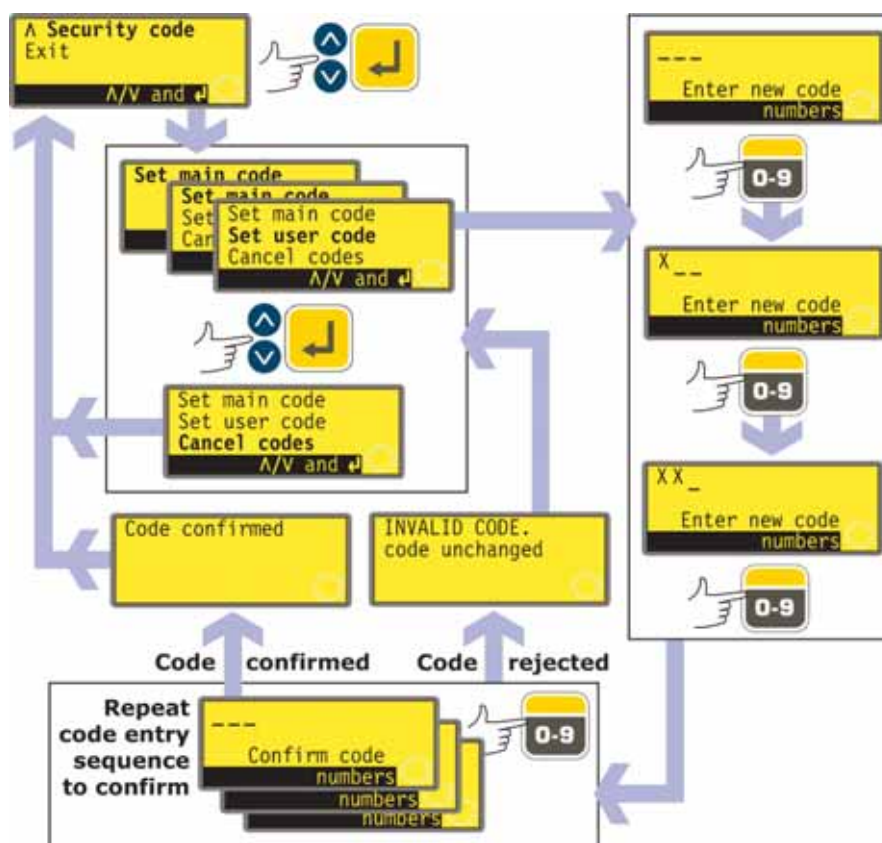 Λ Security code
Exit
Λ/V and ↲
Set main code
Set main code
Set
Can
Set main code
Set user code
Cancel codes
Λ/V and ↲
Set main code
Set user code
Cancel codes
Λ/V and ↲
Code confirmed
INVALID CODE.
code unchanged
Code confirmed
Code rejected
Repeat
code entry
sequence
to confirm
_ _ _
Confirm code
numbers
numbers
numbers
0-9
_ _ _
Enter new code
numbers
0-9
X _ _
Enter new code
numbers
0-9
X X _
Enter new code
numbers
0-9